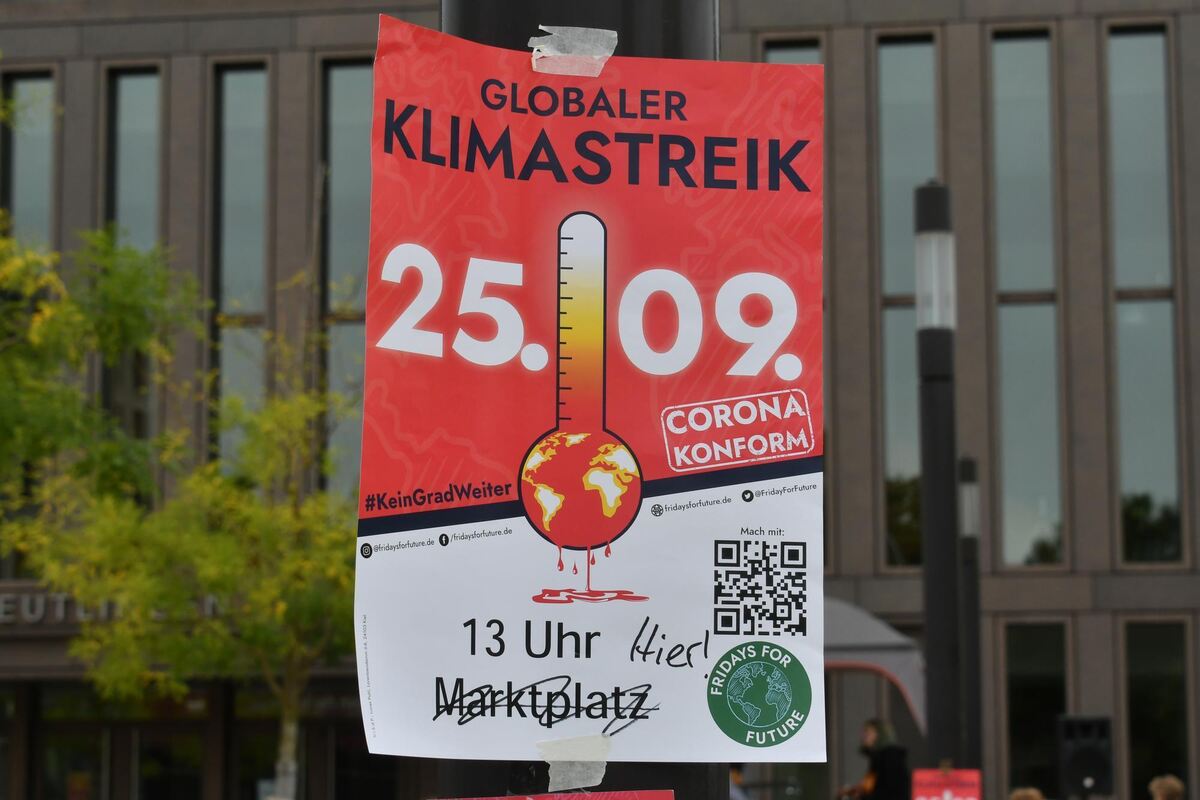 GLOBALER
KLIMASTREIK
25. 09.
CORONA
KONFORM
#KeinGradWeiter
@fridaysforfuture.de /fridaysforfuture.de
fridaysforfuture.de @FridayForFuture
Mach mit:
13 Uhr Hier!
Marktplatz
FRIDAYS FOR
FUTURE
EUTLINGEN